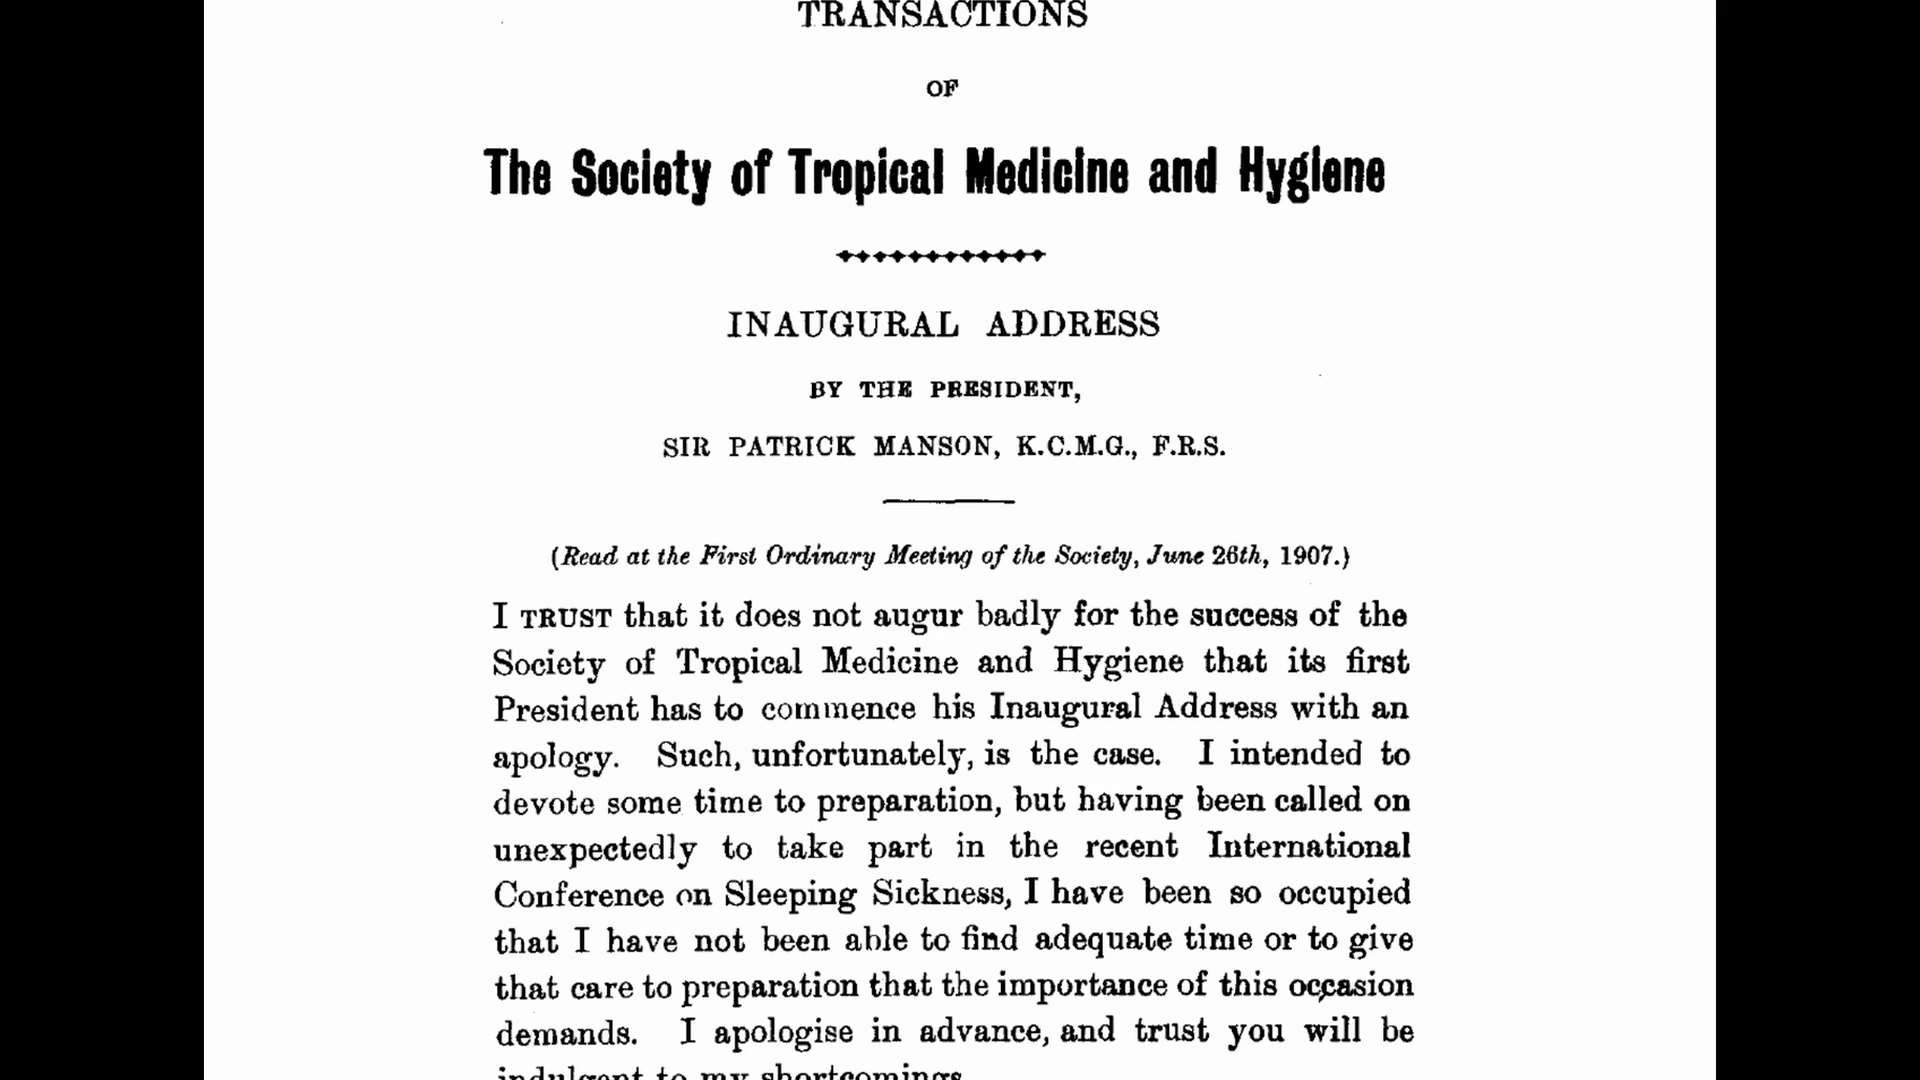 TRANSACTIONS
OF
The Society of Tropical Medicine and Hygiene
INAUGURAL ADDRESS
BY THE PRESIDENT,
SIR PATRICK MANSON, K.C.M.G., F.R.S.
(Read at the First Ordinary Meeting of the Society, June 26th, 1907.)
I TRUST that it does not augur badly for the success of the
Society of Tropical Medicine and Hygiene that its first
President has to commence his Inaugural Address with an
apology. Such, unfortunately, is the case. I intended to
devote some time to preparation, but having been called on
unexpectedly to take part in the recent International
Conference on Sleeping Sickness, I have been so occupied
that I have not been able to find adequate time or to give
that care to preparation that the importance of this occasion
demands. I apologise in advance, and trust you will be
indulgent to my shortcomings.